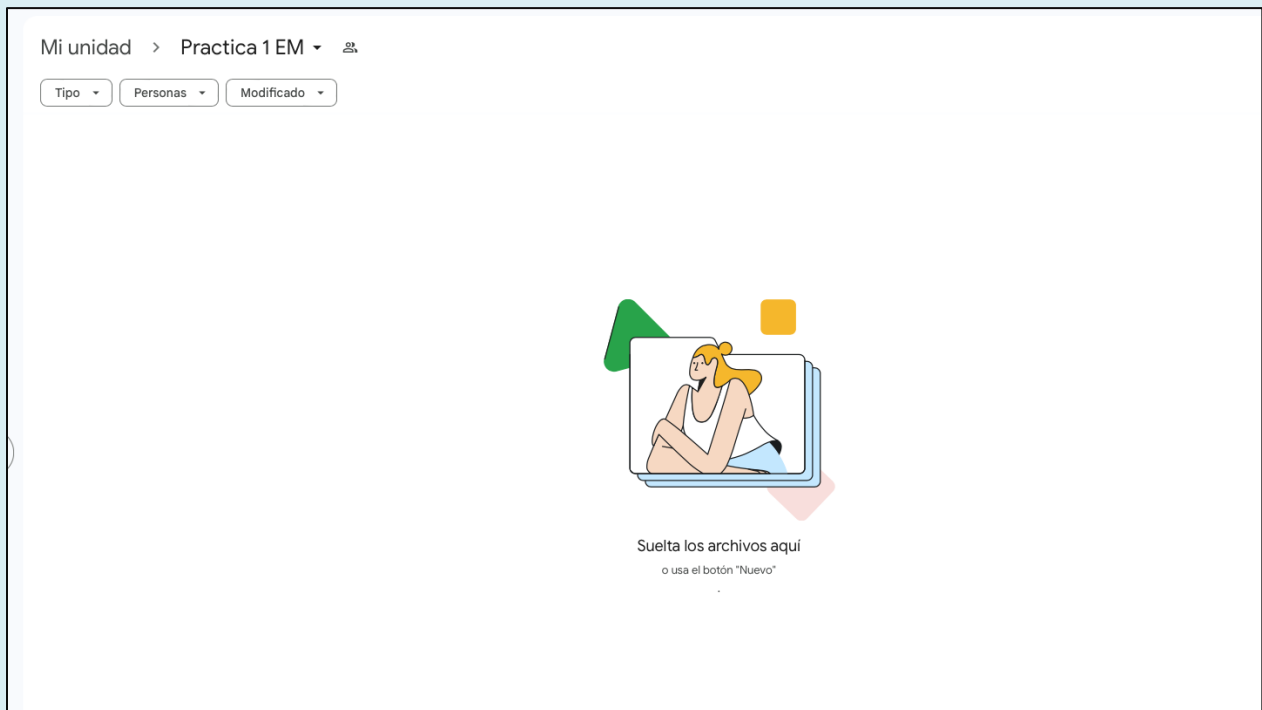 Mi unidad > Practica 1 EM
Tipo Personas Modificado
Suelta los archivos aquí
o usa el botón "Nuevo"
.